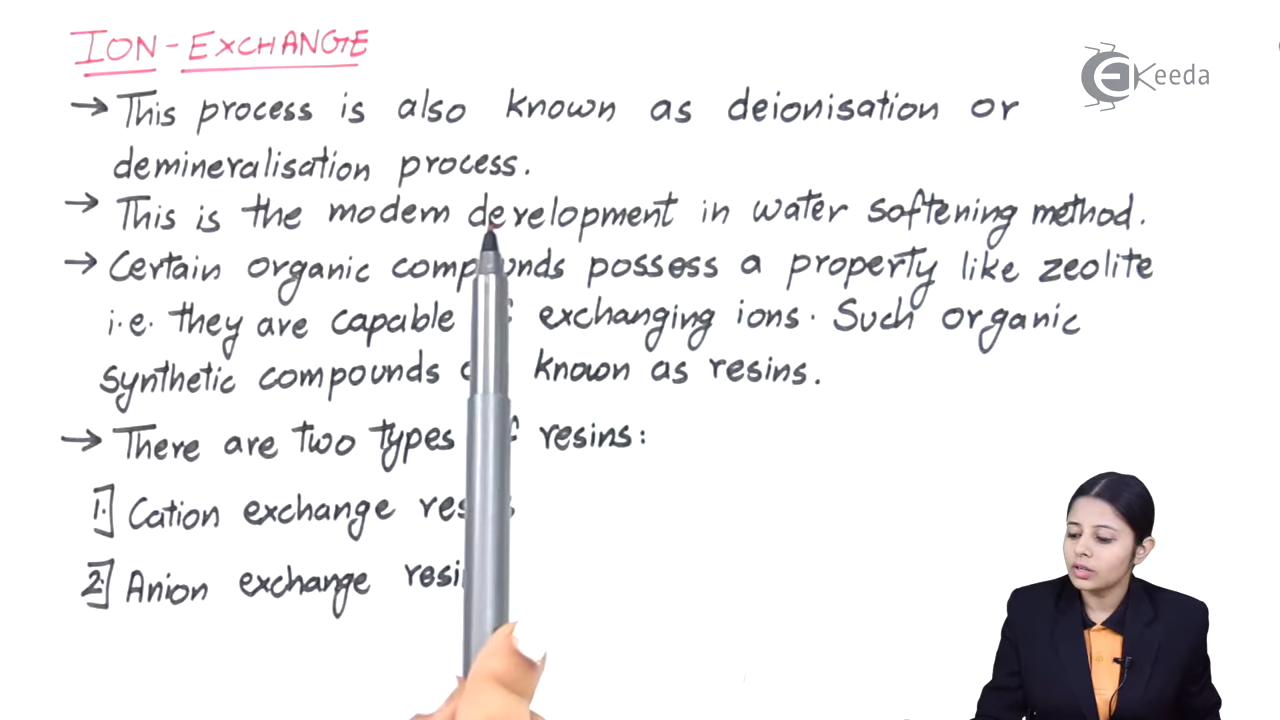 ION-EXCHANGE
EKeeda
→ This process is also known as deionisation or
demineralisation process.
→ This is the modern development in water softening method.
→ Certain organic compounds possess a property like zeolite
i.e. they are capable exchanging ions. Such organic
synthetic compounds known as resins.
→ There are two types resins:
1. Cation exchange
2. Anion exchange